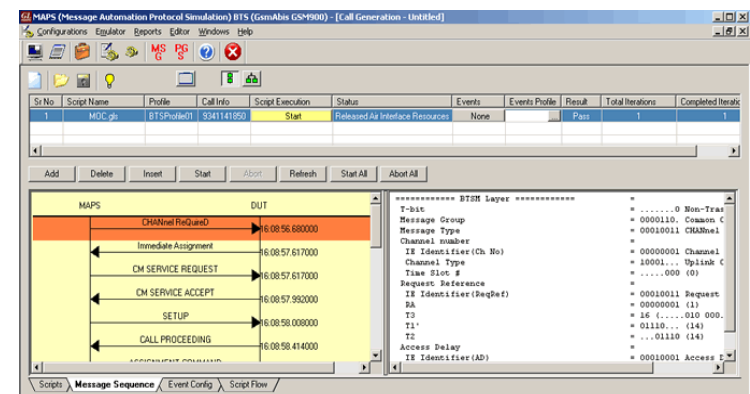 MAPS (Message Automation Protocol Simulation) BTS (GsmAbis GSM900) - [Call Generation - Untitled]
Configurations Emulator Reports Editor Windows Help
MS G PG S
Sr No Script Name Profile Call Info Script Execution Status Events Events Profile Result Total Iterations Completed Iteratic
1 MOC.gls BTSProfile01 9341141850 Start Released Air Interface Resources None ... Pass 1 1
Add Delete Insert Start Abort Refresh Start All Abort All
MAPS DUT
CHANnel ReQuireD
16:08:56.680000
Immediate Assignment
16:08:57.617000
CM SERVICE REQUEST
16:08:57.617000
CM SERVICE ACCEPT
16:08:57.992000
SETUP
16:08:58.008000
CALL PROCEEDING
16:08:58.414000
ASSIGNMENT COMMAND
============ BTSM Layer ============ =
T-bit = .......0 Non-Tras
Message Group = 0000110. Common C
Message Type = 00010011 CHANnel
Channel number =
IE Identifier(Ch No) = 00000001 Channel
Channel Type = 10001... Uplink C
Time Slot # = .....000 (0)
Request Reference =
IE Identifier(ReqRef) = 00010011 Request
RA = 00000001 (1)
T3 = 16 (.....010 000.
T1' = 01110... (14)
T2 = ...01110 (14)
Access Delay =
IE Identifier(AD) = 00010001 Access D
Scripts Message Sequence Event Config Script Flow